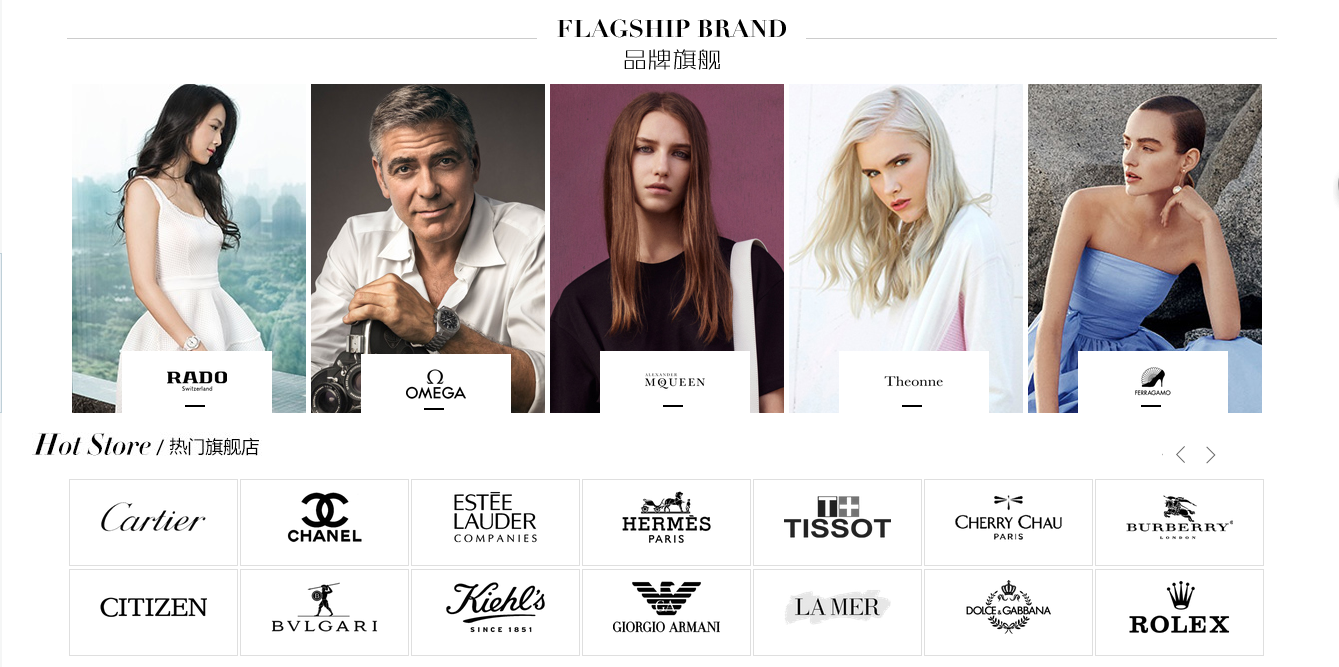 FLAGSHIP BRAND
品牌旗舰
RADO
Switzerland
Ω
OMEGA
ALEXANDER
McQUEEN
Theonne
FERRAGAMO
Hot Store / 热门旗舰店
Cartier
CHANEL
ESTĒE
LAUDER
COMPANIES
HERMÈS
PARIS
TISSOT
CHERRY CHAU
PARIS
BURBERRY®
LONDON
CITIZEN
BVLGARI
Kiehl's
SINCE 1851
GA
GIORGIO ARMANI
LA MER
DOLCE & GABBANA
ROLEX